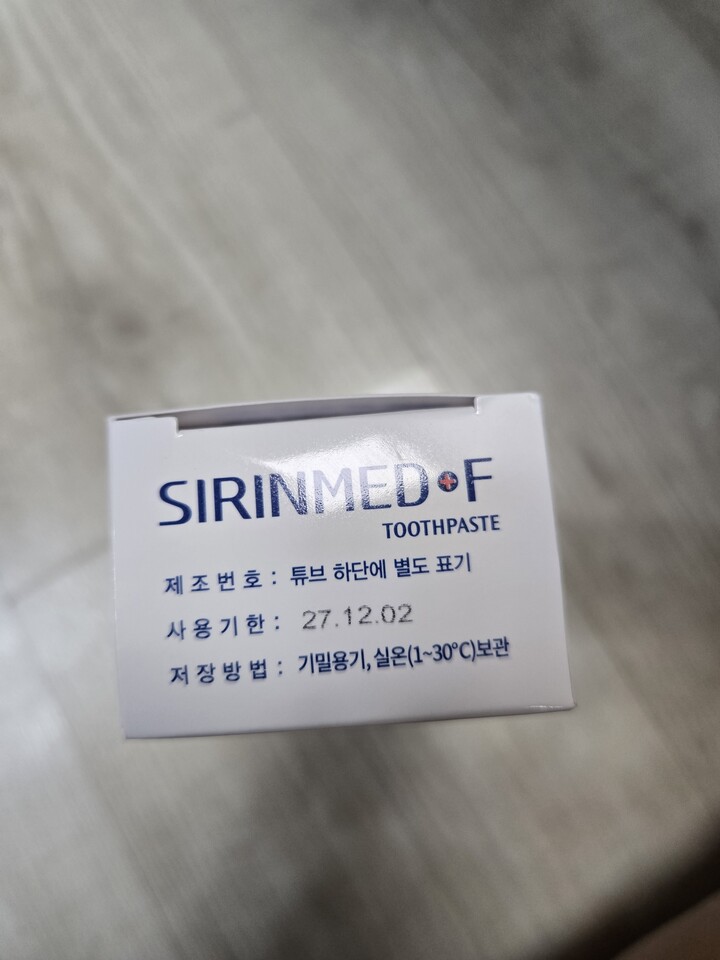 SIRINMED F
TOOTHPASTE
제조번호 : 튜브 하단에 별도 표기
사용기한 : 27.12.02
저장방법 : 기밀용기, 실온(1~30℃)보관